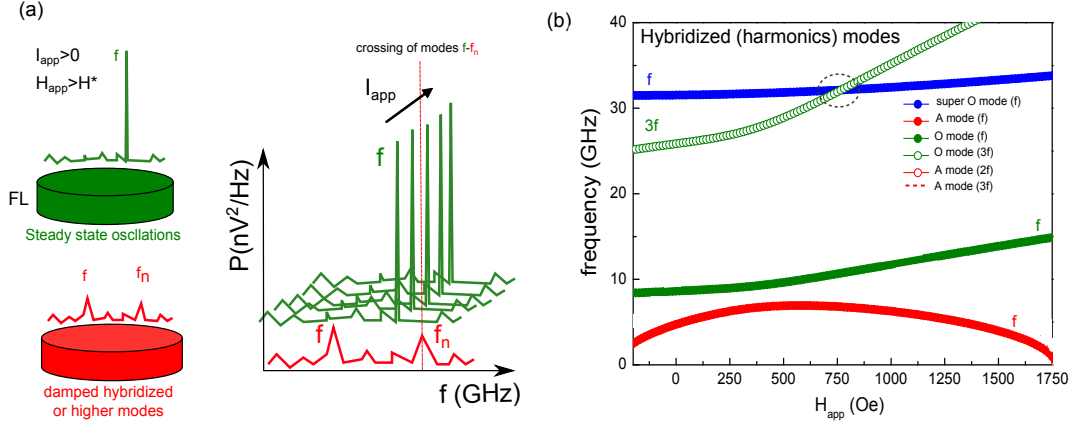 (a)
I_app>0
H_app>H*
f
FL
Steady state oscllations
f
f_n
damped hybridized
or higher modes
crossing of modes f-f_n
I_app
f
P(nV^2/Hz)
f
f_n
f (GHz)
(b)
Hybridized (harmonics) modes
f
3f
super O mode (f)
A mode (f)
O mode (f)
O mode (3f)
A mode (2f)
A mode (3f)
f
f
40
30
20
10
0
frequency (GHz)
0 250 500 750 1000 1250 1500 1750
H_app (Oe)